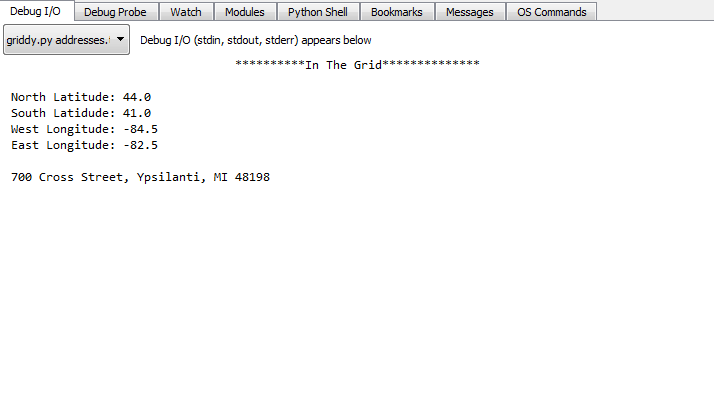 Debug I/O Debug Probe Watch Modules Python Shell Bookmarks Messages OS Commands
griddy.py addresses. Debug I/O (stdin, stdout, stderr) appears below
**********In The Grid**************
North Latitude: 44.0
South Latidude: 41.0
West Longitude: -84.5
East Longitude: -82.5
700 Cross Street, Ypsilanti, MI 48198